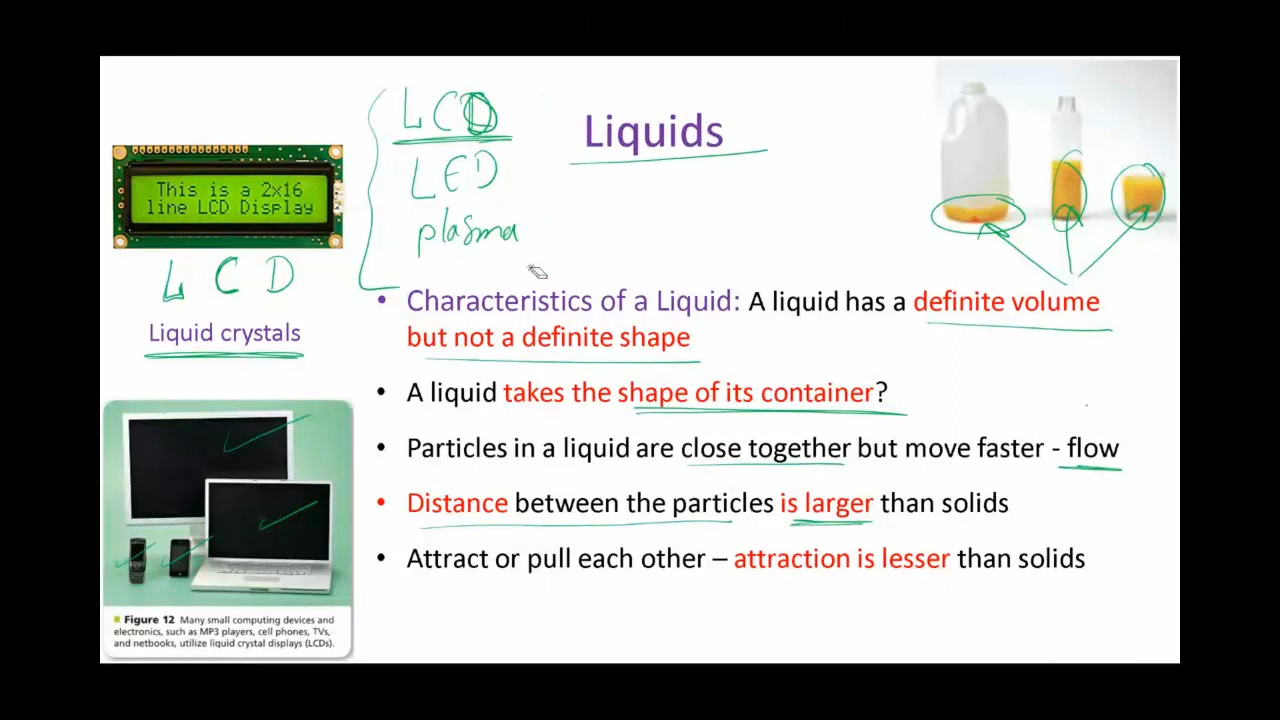 LCD
Liquids
LED
plasma
This is a 2x16
line LCD Display
L C D
Liquid crystals
• Characteristics of a Liquid: A liquid has a definite volume
but not a definite shape
• A liquid takes the shape of its container?
• Particles in a liquid are close together but move faster - flow
• Distance between the particles is larger than solids
• Attract or pull each other – attraction is lesser than solids
Figure 12 Many small computing devices and
electronics, such as MP3 players, cell phones, TVs,
and netbooks, utilize liquid crystal displays (LCDs).